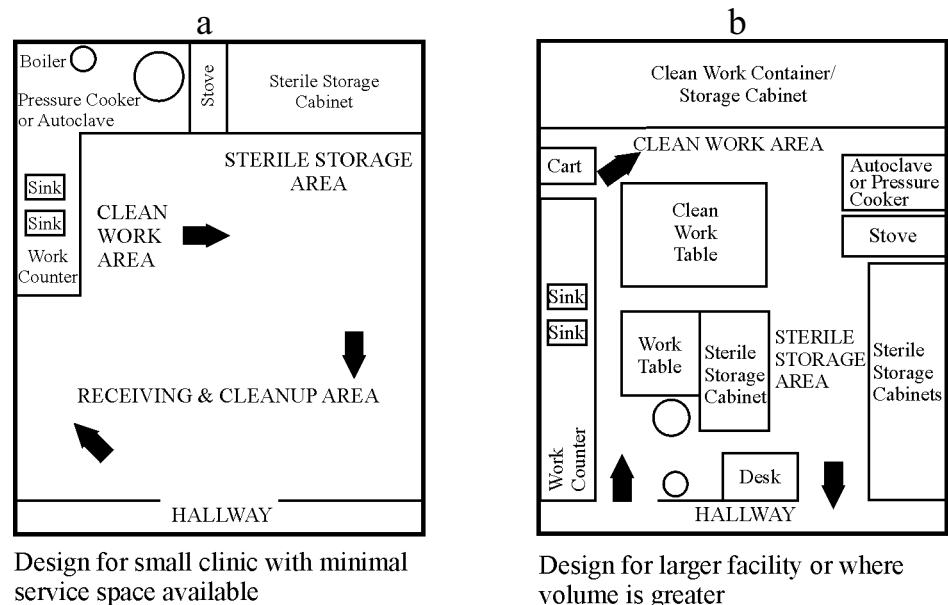 a
Boiler
Pressure Cooker
or Autoclave
Stove
Sterile Storage
Cabinet
STERILE STORAGE
AREA
Sink
Sink
Work
Counter
CLEAN
WORK
AREA
RECEIVING & CLEANUP AREA
HALLWAY
Design for small clinic with minimal
service space available
b
Clean Work Container/
Storage Cabinet
CLEAN WORK AREA
Cart
Autoclave
or Pressure
Cooker
Clean
Work
Table
Stove
Sink
Sink
Work
Table
Sterile
Storage
Cabinet
STERILE
STORAGE
AREA
Sterile
Storage
Cabinets
Work
Counter
Desk
HALLWAY
Design for larger facility or where
volume is greater